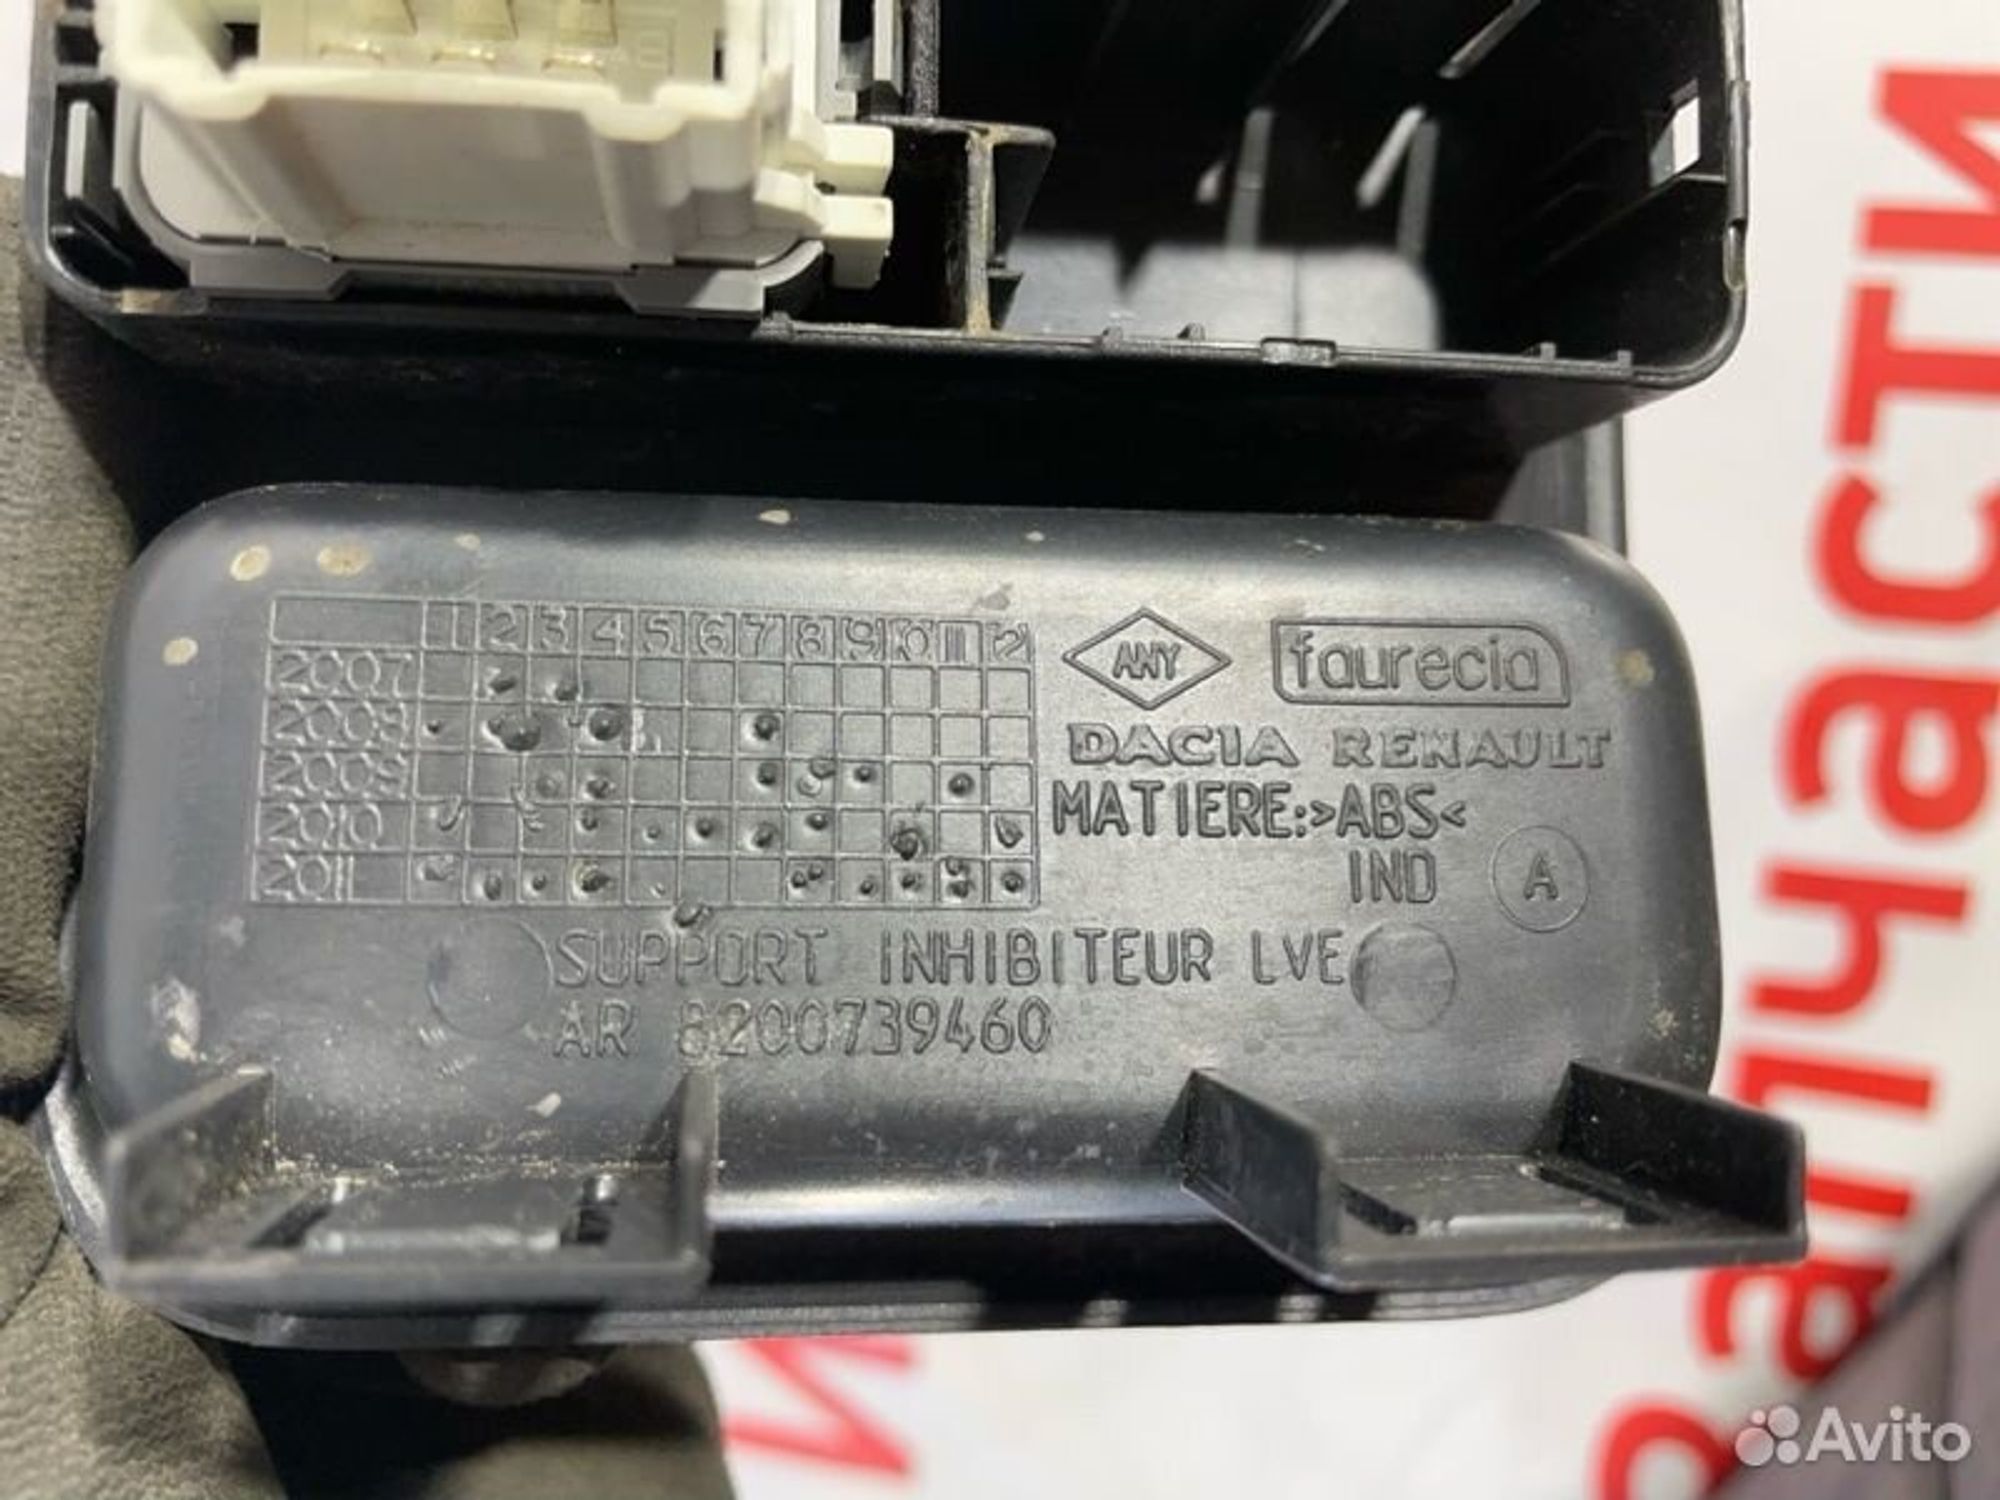 1 2 3 4 5 6 7 8 9 10 11 12
2007
2008
2009
2010
2011
ANY
faurecia
DACIA RENAULT
MATIERE:>ABS<
IND A
SUPPORT INHIBITEUR LVE
AR 8200739460
Запчасти
Avito